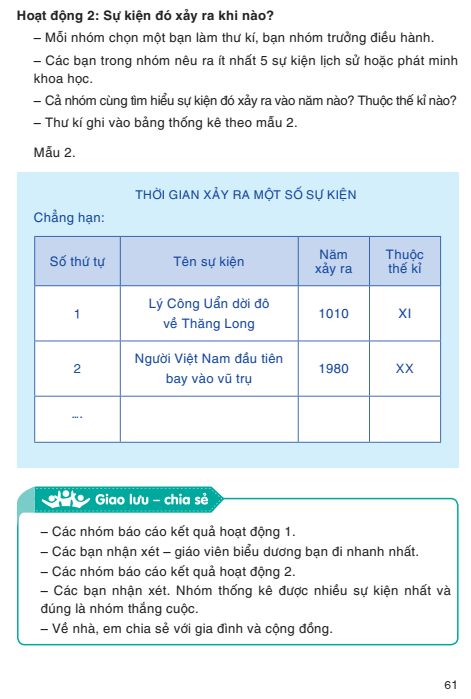 Hoạt động 2: Sự kiện đó xảy ra khi nào?
– Mỗi nhóm chọn một bạn làm thư kí, bạn nhóm trưởng điều hành.
– Các bạn trong nhóm nêu ra ít nhất 5 sự kiện lịch sử hoặc phát minh
khoa học.
– Cả nhóm cùng tìm hiểu sự kiện đó xảy ra vào năm nào? Thuộc thế kỉ nào?
– Thư kí ghi vào bảng thống kê theo mẫu 2.
Mẫu 2.
THỜI GIAN XẢY RA MỘT SỐ SỰ KIỆN
Chẳng hạn:
Số thứ tự
Tên sự kiện
Năm
xảy ra
Thuộc
thế kỉ
1
Lý Công Uẩn dời đô
về Thăng Long
1010
XI
2
Người Việt Nam đầu tiên
bay vào vũ trụ
1980
XX
....
Giao lưu – chia sẻ
– Các nhóm báo cáo kết quả hoạt động 1.
– Các bạn nhận xét – giáo viên biểu dương bạn đi nhanh nhất.
– Các nhóm báo cáo kết quả hoạt động 2.
– Các bạn nhận xét. Nhóm thống kê được nhiều sự kiện nhất và
đúng là nhóm thắng cuộc.
– Về nhà, em chia sẻ với gia đình và cộng đồng.
61